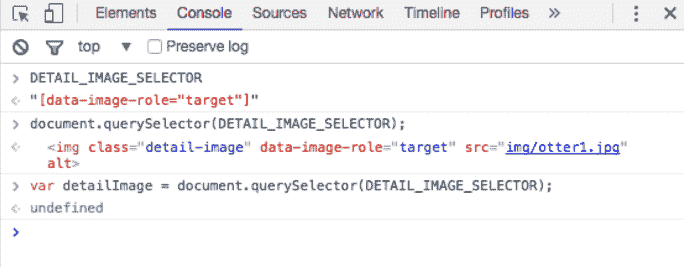 Elements Console Sources Network Timeline Profiles »
top ▼ Preserve log
> DETAIL_IMAGE_SELECTOR
"[data-image-role="target"]"
> document.querySelector(DETAIL_IMAGE_SELECTOR);
<img class="detail-image" data-image-role="target" src="img/otter1.jpg"
alt>
> var detailImage = document.querySelector(DETAIL_IMAGE_SELECTOR);
undefined
>